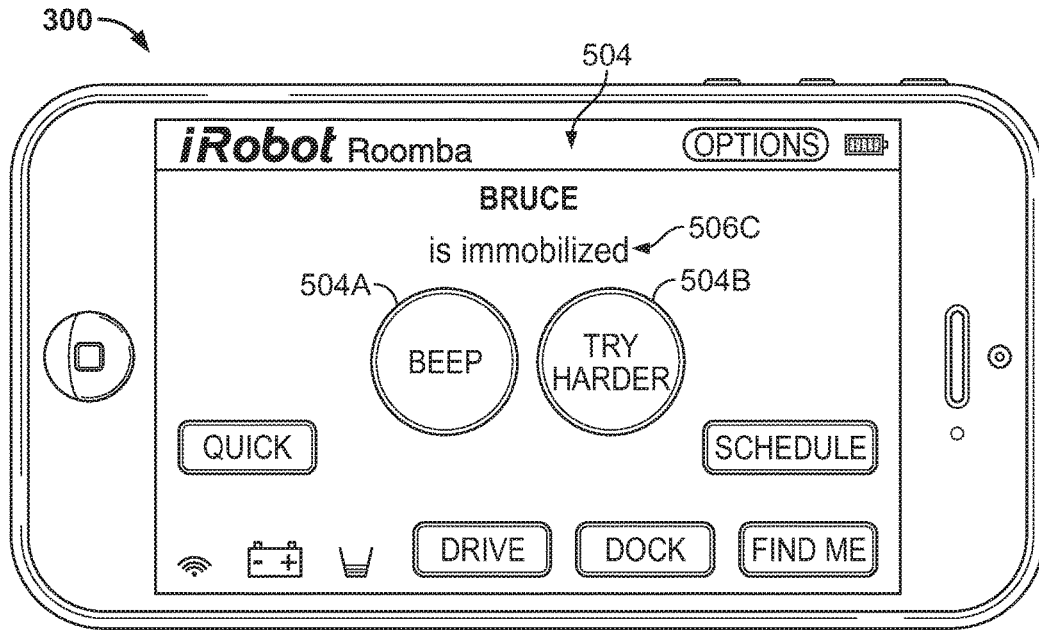 300
504
iRobot Roomba OPTIONS
BRUCE
is immobilized 506C
504A 504B
BEEP TRY HARDER
QUICK SCHEDULE
- +
DRIVE DOCK FIND ME